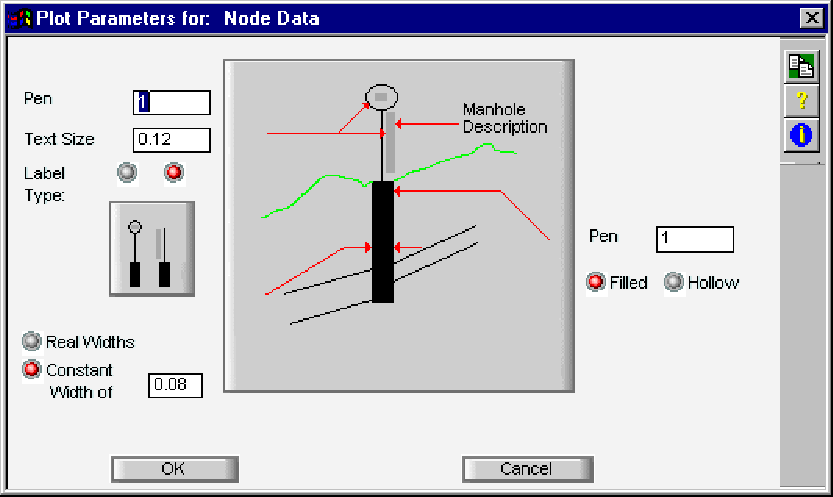 Plot Parameters for: Node Data
Pen
1
Text Size
0.12
Label
Type:
Manhole
Description
Pen
1
Filled
Hollow
Real Widths
Constant
Width of
0.08
OK
Cancel